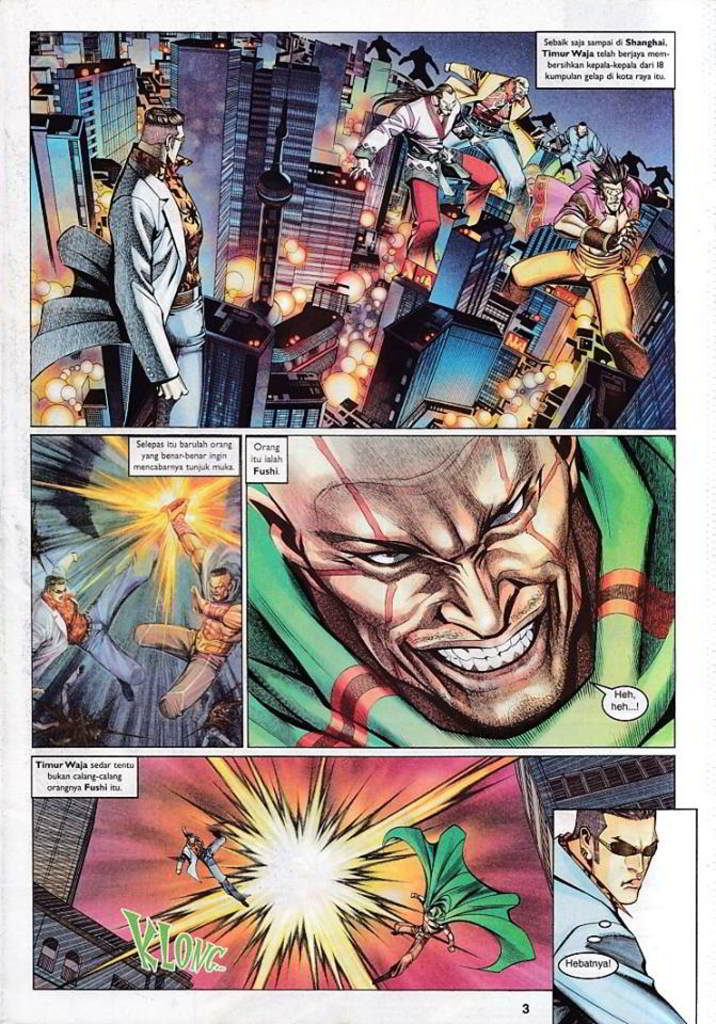 Sebaik saja sampai di Shanghai,
Timur Waja telah berjaya mem-
bersihkan kepala-kepala dari 18
kumpulan gelap di kota raya itu.
Selepas itu barulah orang
yang benar-benar ingin
mencabarnya tunjuk muka.
Orang
itu ialah
Fushi.
Heh,
heh...!
Timur Waja sedar tentu
bukan calang-calang
orangnya Fushi itu.
KLONG...
Hebatnya!
3